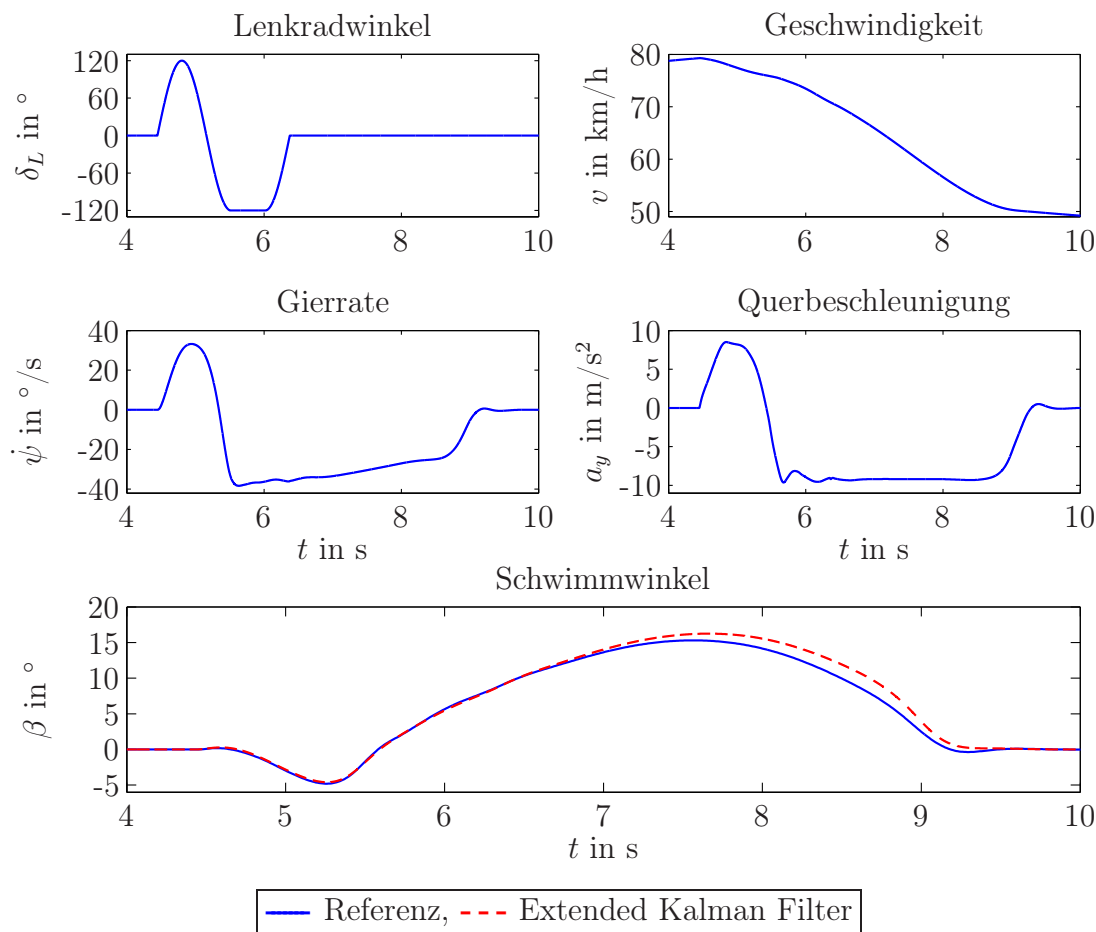 Lenkradwinkel
δ_L in °
120
60
0
-60
-120
4 6 8 10
Geschwindigkeit
v in km/h
80
70
60
50
4 6 8 10
Gierrate
ψ̇ in °/s
40
20
0
-20
-40
4 6 8 10
t in s
Querbeschleunigung
a_y in m/s²
10
5
0
-5
-10
4 6 8 10
t in s
Schwimmwinkel
β in °
20
15
10
5
0
-5
4 5 6 7 8 9 10
t in s
Referenz, Extended Kalman Filter